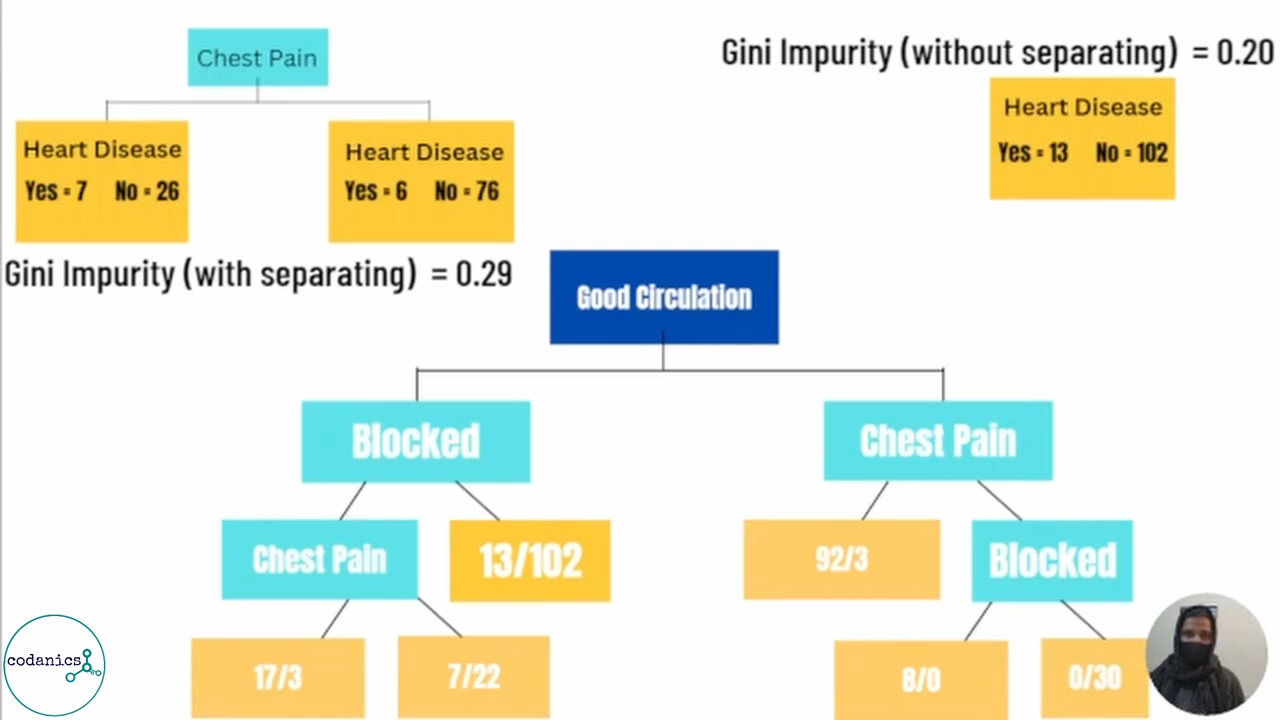 Chest Pain
Heart Disease
Yes = 7 No = 26
Heart Disease
Yes = 6 No = 76
Gini Impurity (with separating) = 0.29
Gini Impurity (without separating) = 0.20
Heart Disease
Yes = 13 No = 102
Good Circulation
Blocked
Chest Pain
Chest Pain
13/102
92/3
Blocked
17/3
7/22
8/0
0/30
codanics